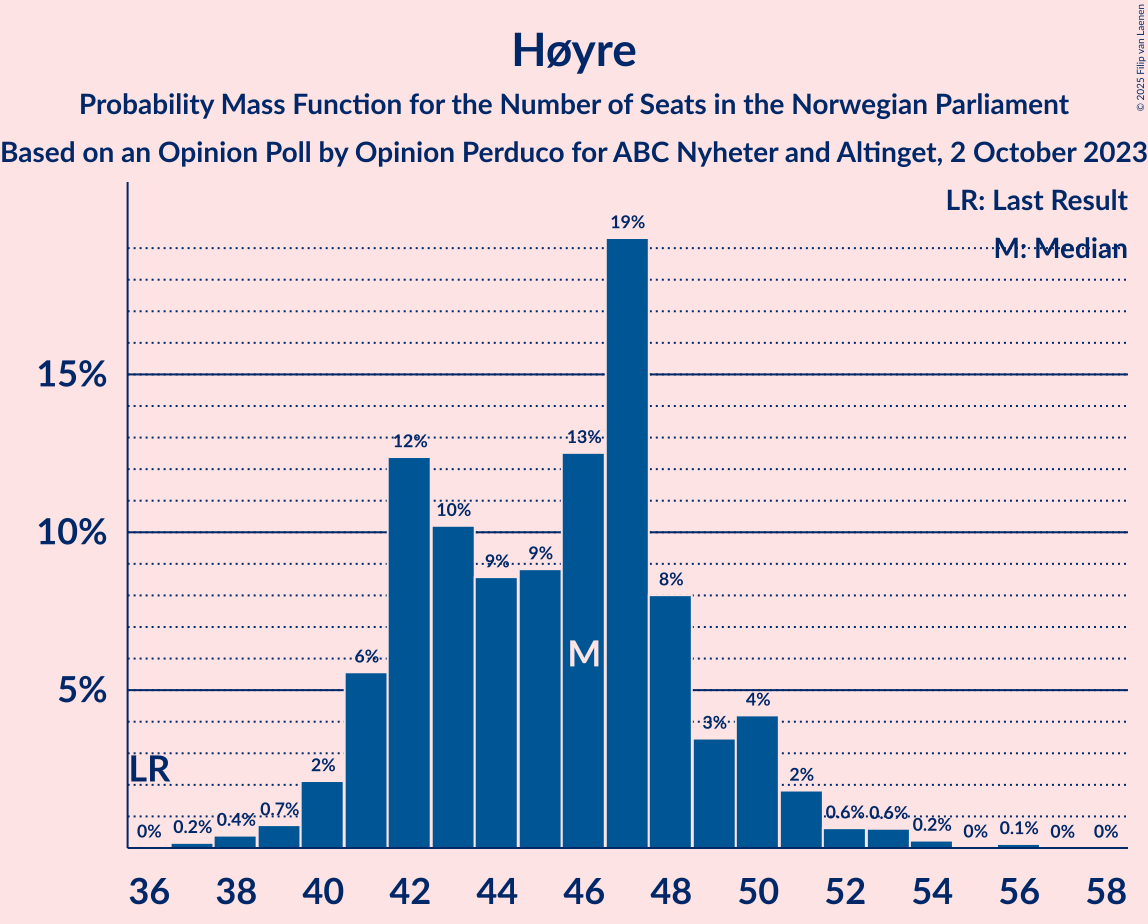 Høyre
Probability Mass Function for the Number of Seats in the Norwegian Parliament
Based on an Opinion Poll by Opinion Perduco for ABC Nyheter and Altinget, 2 October 2023
© 2025 Filip van Laenen
LR: Last Result
M: Median
15%
10%
5%
LR
M
0%
0.2%
0.4%
0.7%
2%
6%
12%
10%
9%
9%
13%
19%
8%
3%
4%
2%
0.6%
0.6%
0.2%
0%
0.1%
0%
0%
36 38 40 42 44 46 48 50 52 54 56 58